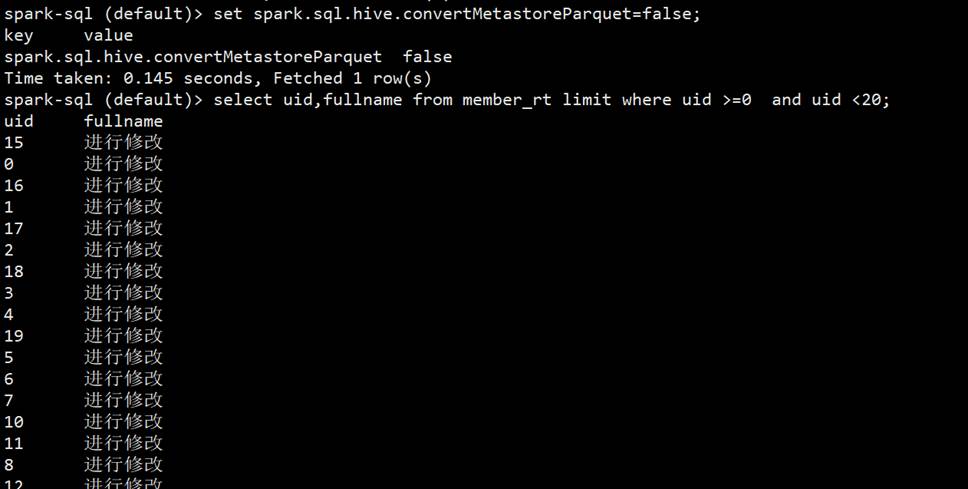 spark-sql (default)> set spark.sql.hive.convertMetastoreParquet=false;
key     value
spark.sql.hive.convertMetastoreParquet  false
Time taken: 0.145 seconds, Fetched 1 row(s)
spark-sql (default)> select uid,fullname from member_rt limit where uid >=0  and uid <20;
uid     fullname
15      进行修改
0       进行修改
16      进行修改
1       进行修改
17      进行修改
2       进行修改
18      进行修改
3       进行修改
4       进行修改
19      进行修改
5       进行修改
6       进行修改
7       进行修改
10      进行修改
11      进行修改
8       进行修改
12      进行修改